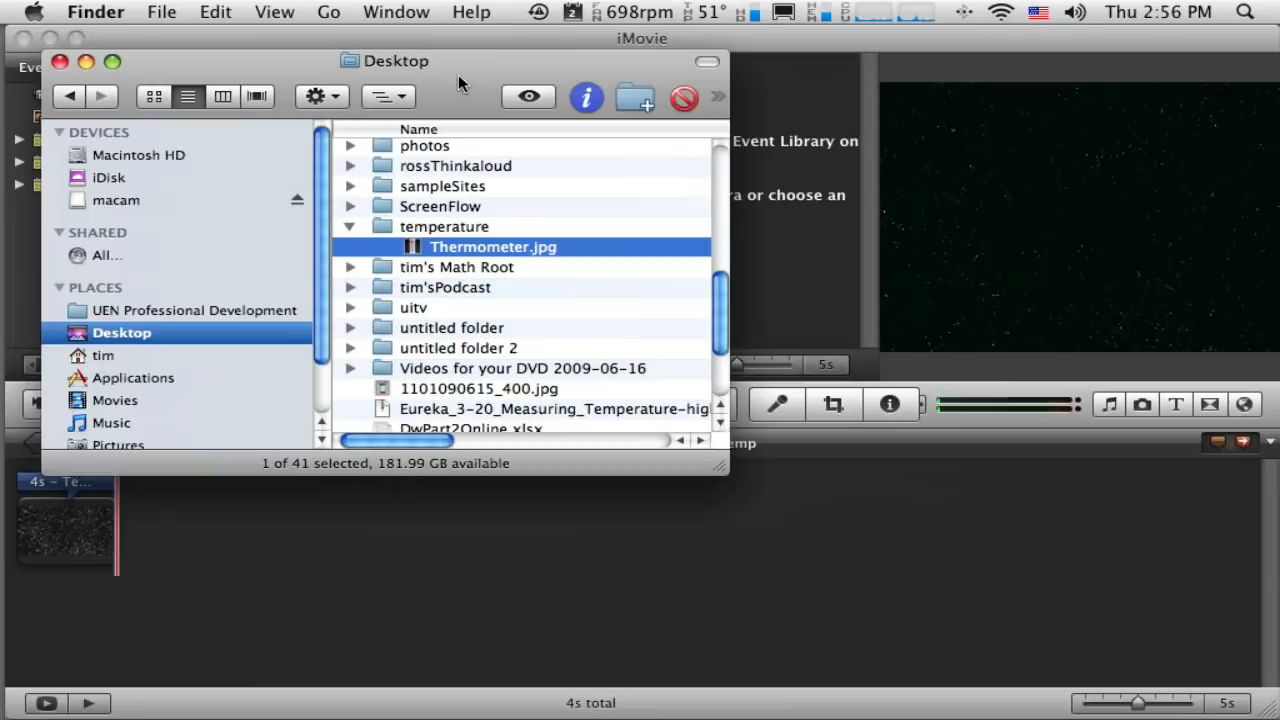 Finder File Edit View Go Window Help 698rpm 51° Thu 2:56 PM
iMovie
Desktop
DEVICES
Macintosh HD
iDisk
macam
SHARED
All...
PLACES
UEN Professional Development
Desktop
tim
Applications
Movies
Music
Pictures
Name
photos
rossThinkaloud
sampleSites
ScreenFlow
temperature
Thermometer.jpg
tim's Math Root
tim'sPodcast
uitv
untitled folder
untitled folder 2
Videos for your DVD 2009-06-16
1101090615_400.jpg
Eureka_3-20_Measuring_Temperature-hig
DwPart2Online.xlsx
1 of 41 selected, 181.99 GB available
Event Library on
ra or choose an
5s
emp
4s – Te...
4s total
5s